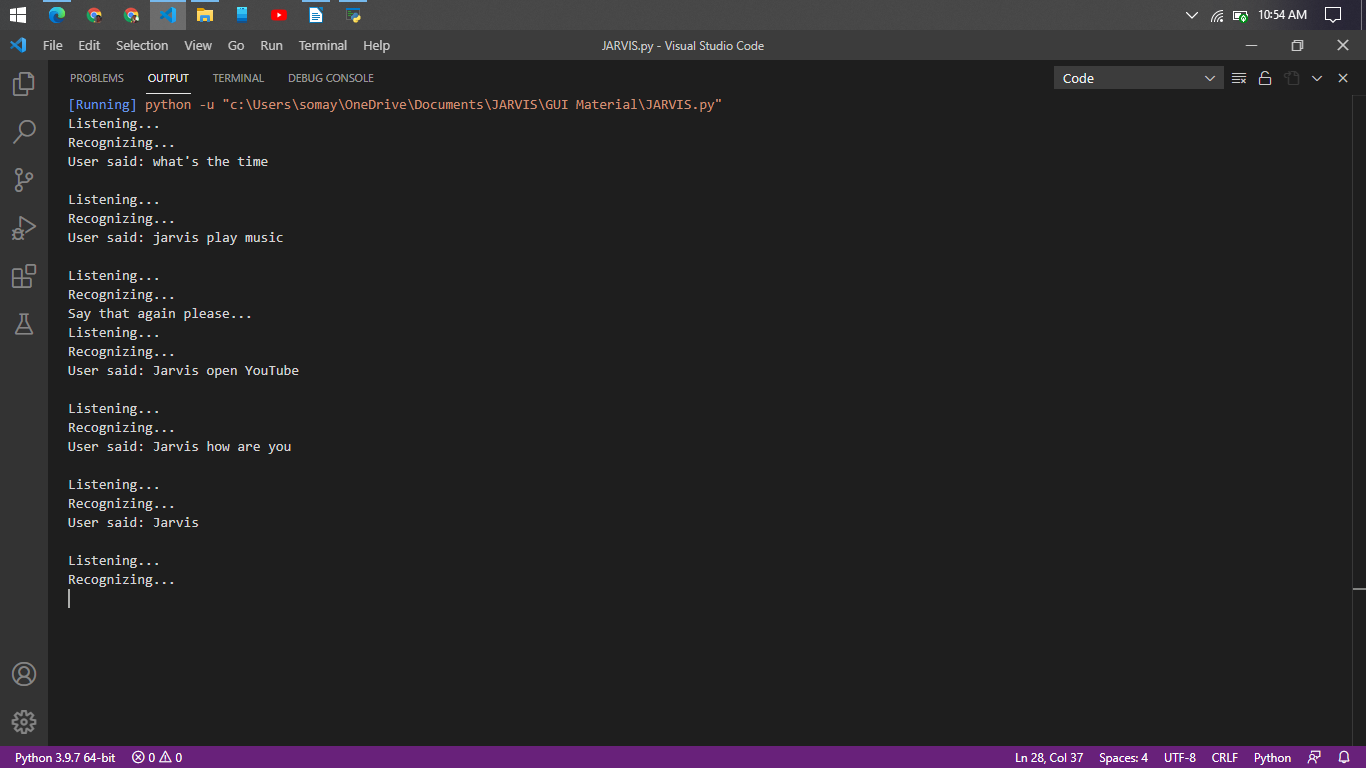 10:54 AM
File Edit Selection View Go Run Terminal Help
JARVIS.py - Visual Studio Code
PROBLEMS OUTPUT TERMINAL DEBUG CONSOLE
Code
[Running] python -u "c:\Users\somay\OneDrive\Documents\JARVIS\GUI Material\JARVIS.py"
Listening...
Recognizing...
User said: what's the time
Listening...
Recognizing...
User said: jarvis play music
Listening...
Recognizing...
Say that again please...
Listening...
Recognizing...
User said: Jarvis open YouTube
Listening...
Recognizing...
User said: Jarvis how are you
Listening...
Recognizing...
User said: Jarvis
Listening...
Recognizing...
Python 3.9.7 64-bit 0 0 Ln 28, Col 37 Spaces: 4 UTF-8 CRLF Python